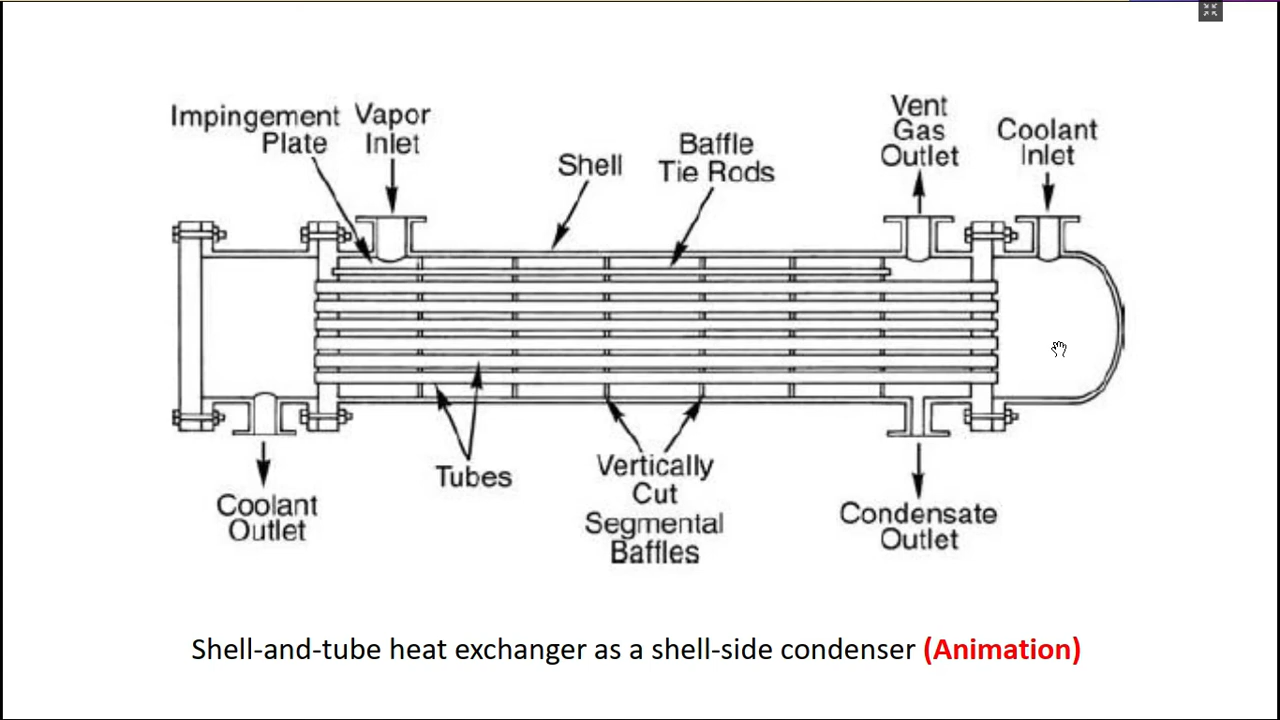 Impingement
Plate
Vapor
Inlet
Shell
Baffle
Tie Rods
Vent
Gas
Outlet
Coolant
Inlet
Tubes
Vertically
Cut
Segmental
Baffles
Coolant
Outlet
Condensate
Outlet
Shell-and-tube heat exchanger as a shell-side condenser (Animation)